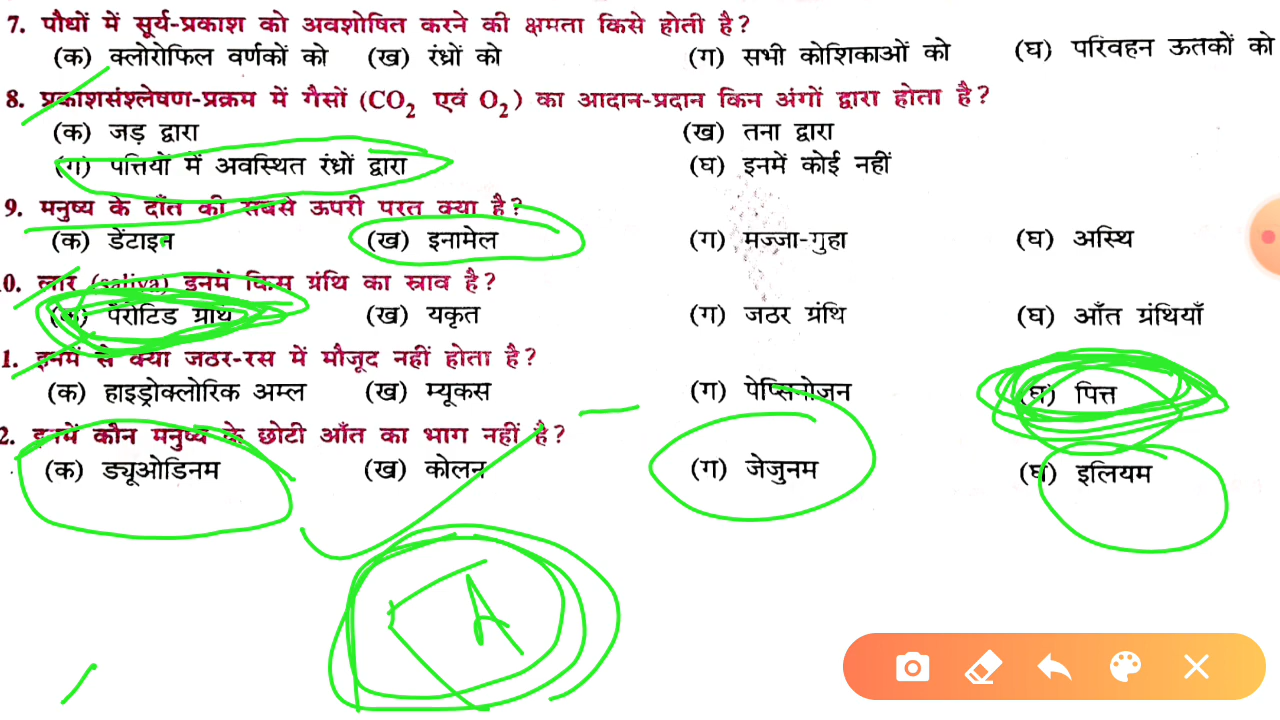 7. पौधों में सूर्य-प्रकाश को अवशोषित करने की क्षमता किसे होती है?
(क) क्लोरोफिल वर्णकों को (ख) रंध्रों को (ग) सभी कोशिकाओं को (घ) परिवहन ऊतकों को
8. प्रकाशसंश्लेषण-प्रक्रम में गैसों (CO₂ एवं O₂) का आदान-प्रदान किन अंगों द्वारा होता है?
(क) जड़ द्वारा (ख) तना द्वारा
(ग) पत्तियों में अवस्थित रंध्रों द्वारा (घ) इनमें कोई नहीं
9. मनुष्य के दाँत की सबसे ऊपरी परत क्या है?
(क) डेंटाइन (ख) इनामेल (ग) मज्जा-गुहा (घ) अस्थि
0. लार (saliva) इनमें किस ग्रंथि का स्राव है?
(क) पैरोटिड ग्रंथि (ख) यकृत (ग) जठर ग्रंथि (घ) आँत ग्रंथियाँ
1. इनमें से क्या जठर-रस में मौजूद नहीं होता है?
(क) हाइड्रोक्लोरिक अम्ल (ख) म्यूकस (ग) पेप्सिनोजन (घ) पित्त
2. इनमें कौन मनुष्य के छोटी आँत का भाग नहीं है?
(क) ड्यूओडिनम (ख) कोलन (ग) जेजुनम (घ) इलियम
A